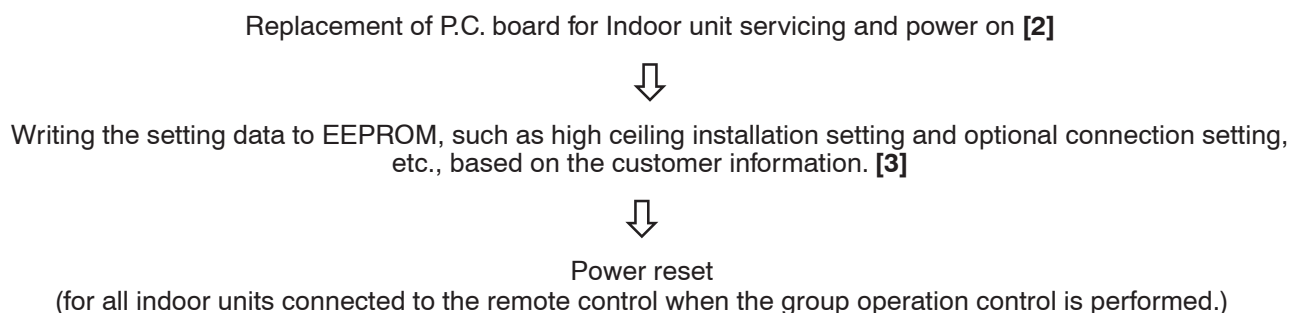 Replacement of P.C. board for Indoor unit servicing and power on [2]
Writing the setting data to EEPROM, such as high ceiling installation setting and optional connection setting,
etc., based on the customer information. [3]
Power reset
(for all indoor units connected to the remote control when the group operation control is performed.)